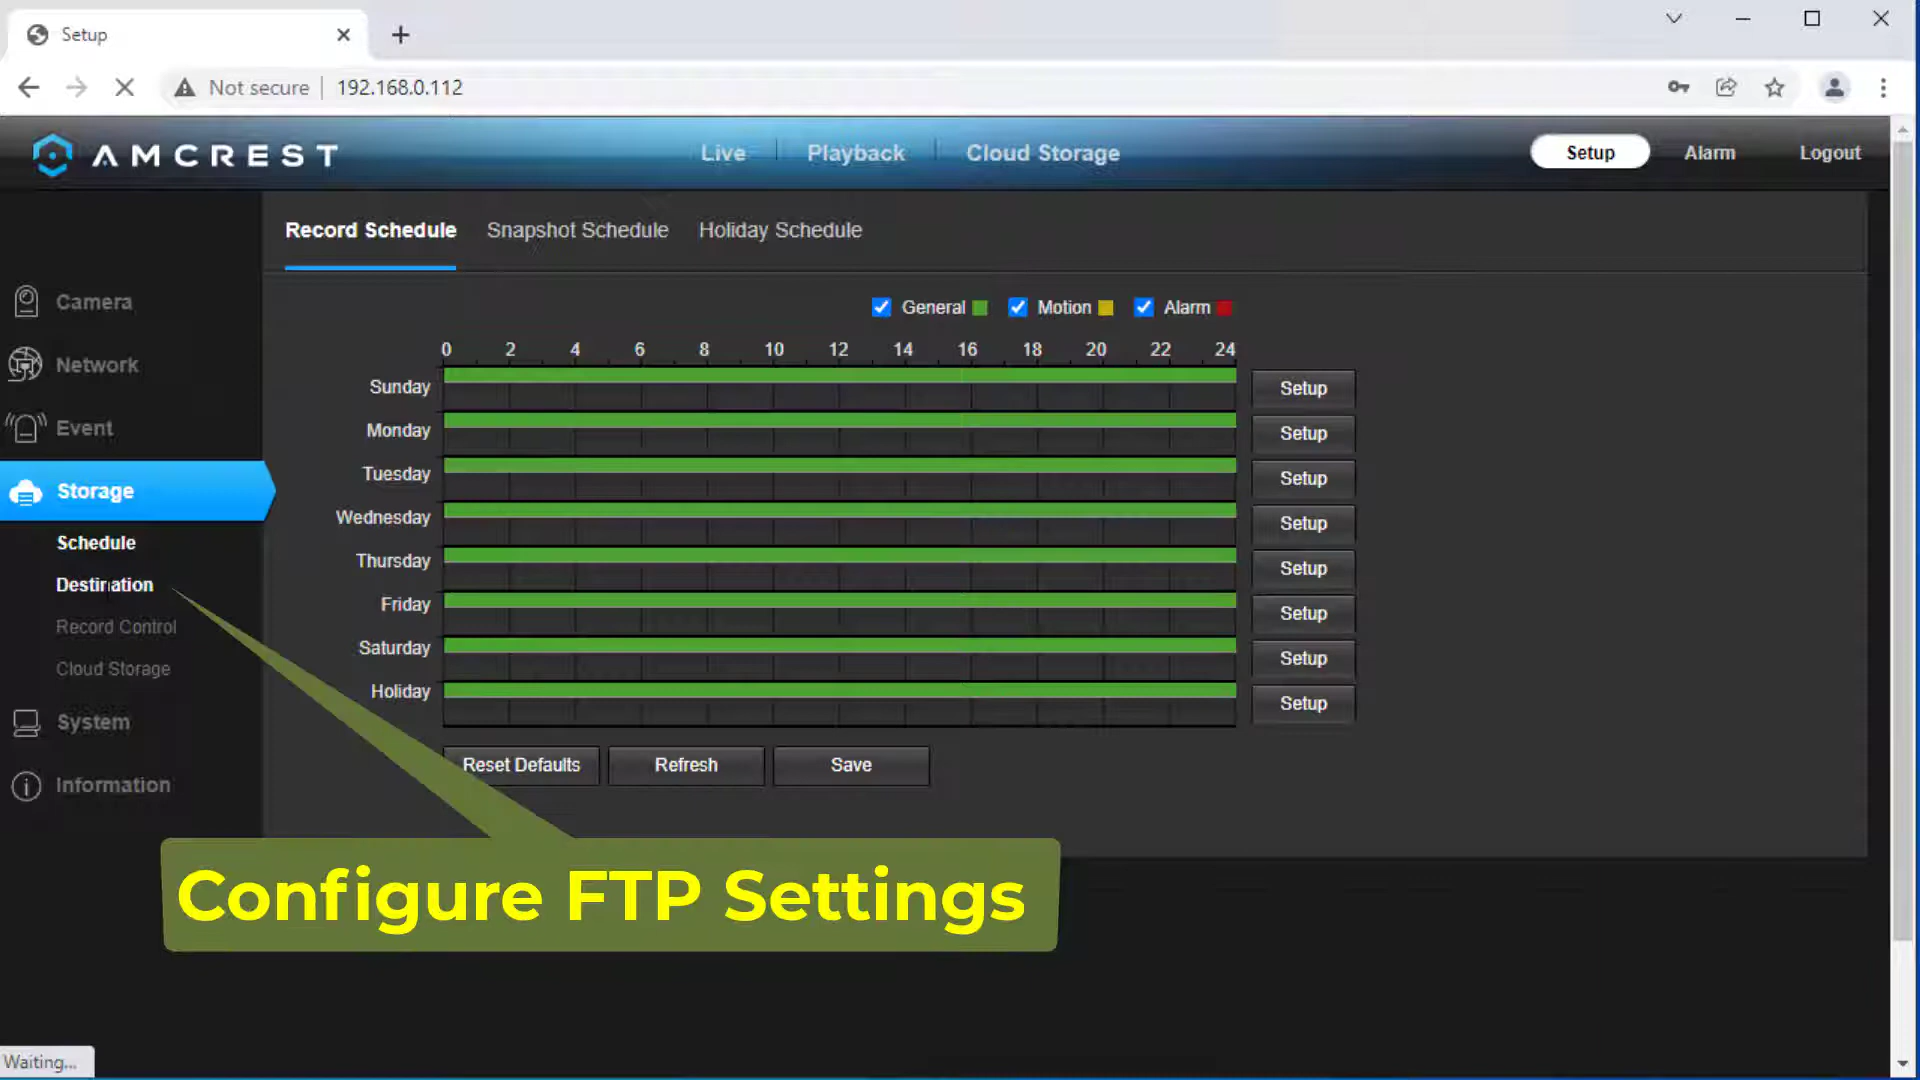 Setup
Not secure
192.168.0.112
AMCREST
Live
Playback
Cloud Storage
Setup
Alarm
Logout
Record Schedule
Snapshot Schedule
Holiday Schedule
Camera
Network
Event
Storage
Schedule
Destination
Record Control
Cloud Storage
System
Information
General
Motion
Alarm
0 2 4 6 8 10 12 14 16 18 20 22 24
Sunday
Setup
Monday
Setup
Tuesday
Setup
Wednesday
Setup
Thursday
Setup
Friday
Setup
Saturday
Setup
Holiday
Setup
Reset Defaults
Refresh
Save
Configure FTP Settings
Waiting...